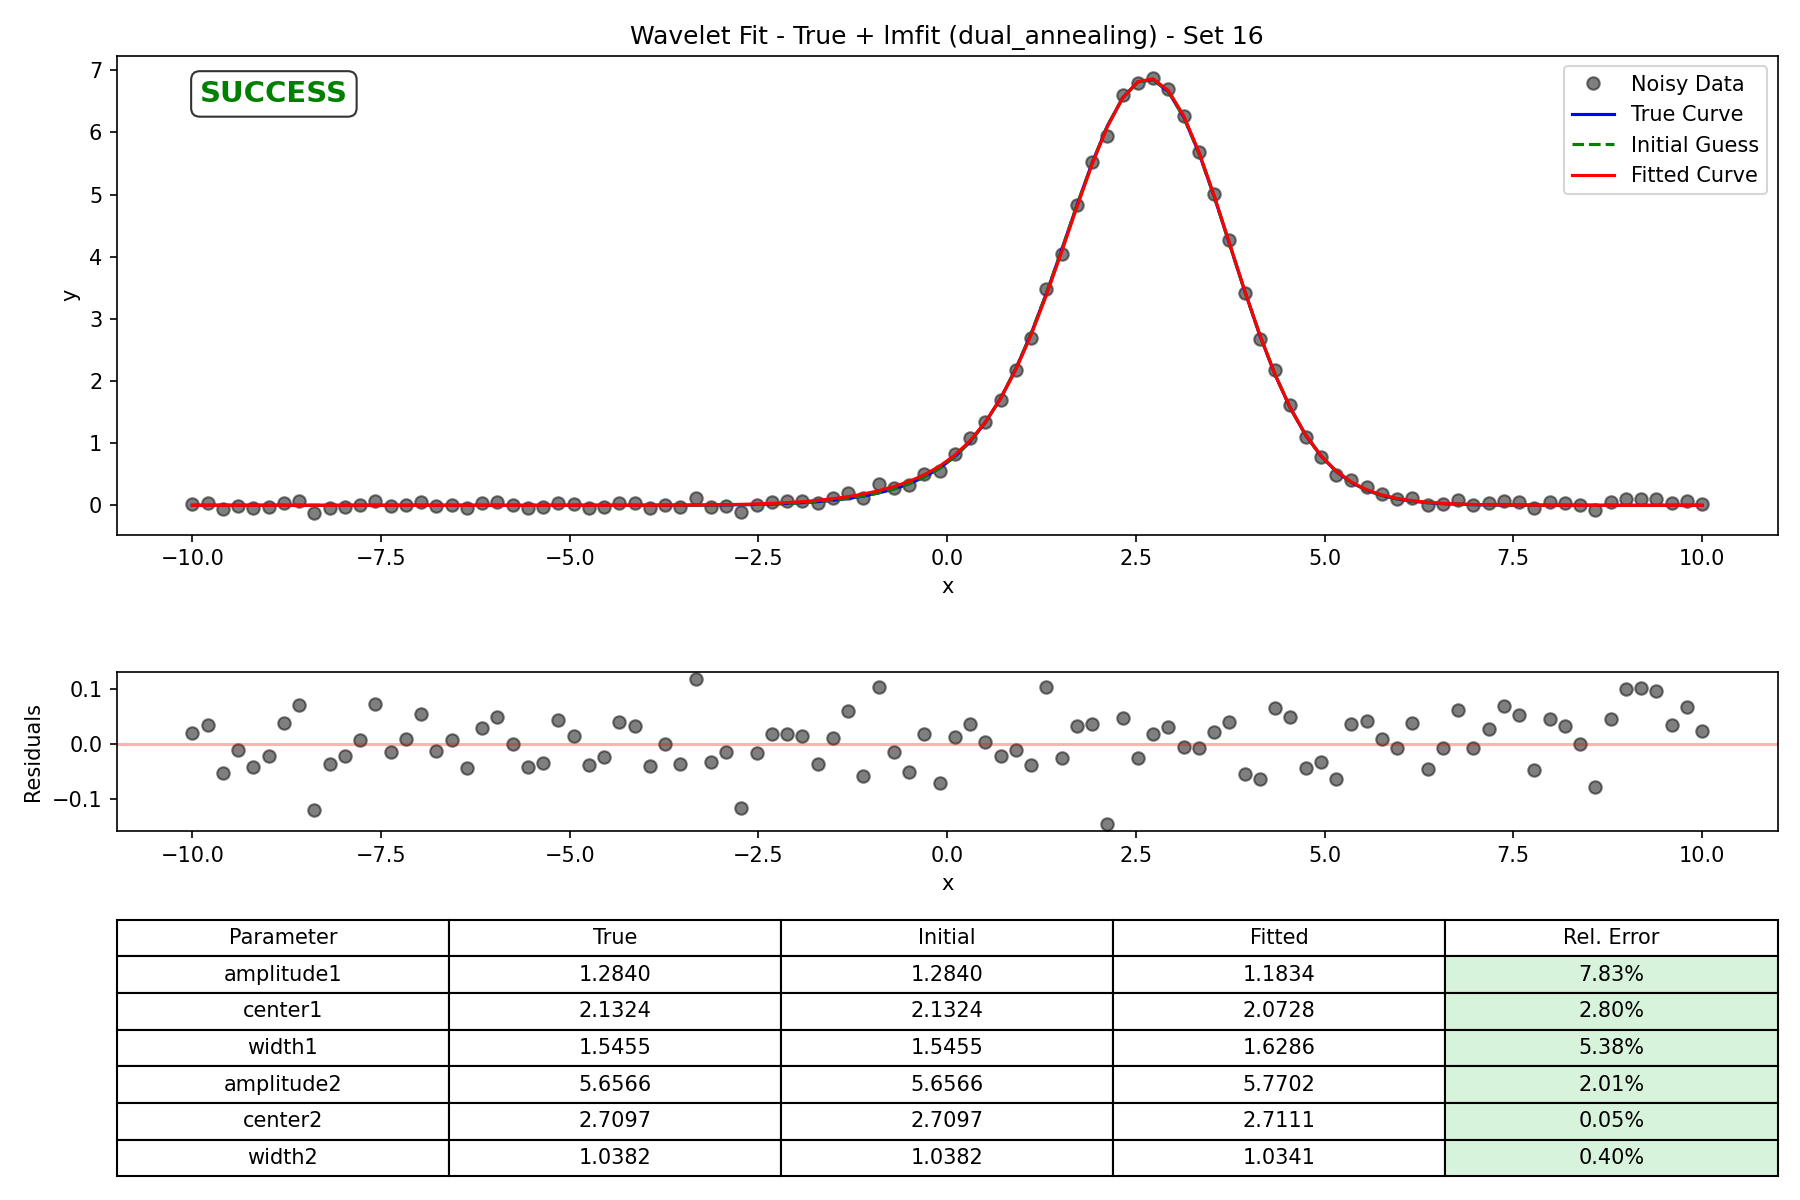 Wavelet Fit - True + lmfit (dual_annealing) - Set 16
SUCCESS
Noisy Data
True Curve
Initial Guess
Fitted Curve
y
7
6
5
4
3
2
1
0
−10.0 −7.5 −5.0 −2.5 0.0 2.5 5.0 7.5 10.0
x
Residuals
0.1
0.0
−0.1
−10.0 −7.5 −5.0 −2.5 0.0 2.5 5.0 7.5 10.0
x
Parameter True Initial Fitted Rel. Error
amplitude1 1.2840 1.2840 1.1834 7.83%
center1 2.1324 2.1324 2.0728 2.80%
width1 1.5455 1.5455 1.6286 5.38%
amplitude2 5.6566 5.6566 5.7702 2.01%
center2 2.7097 2.7097 2.7111 0.05%
width2 1.0382 1.0382 1.0341 0.40%